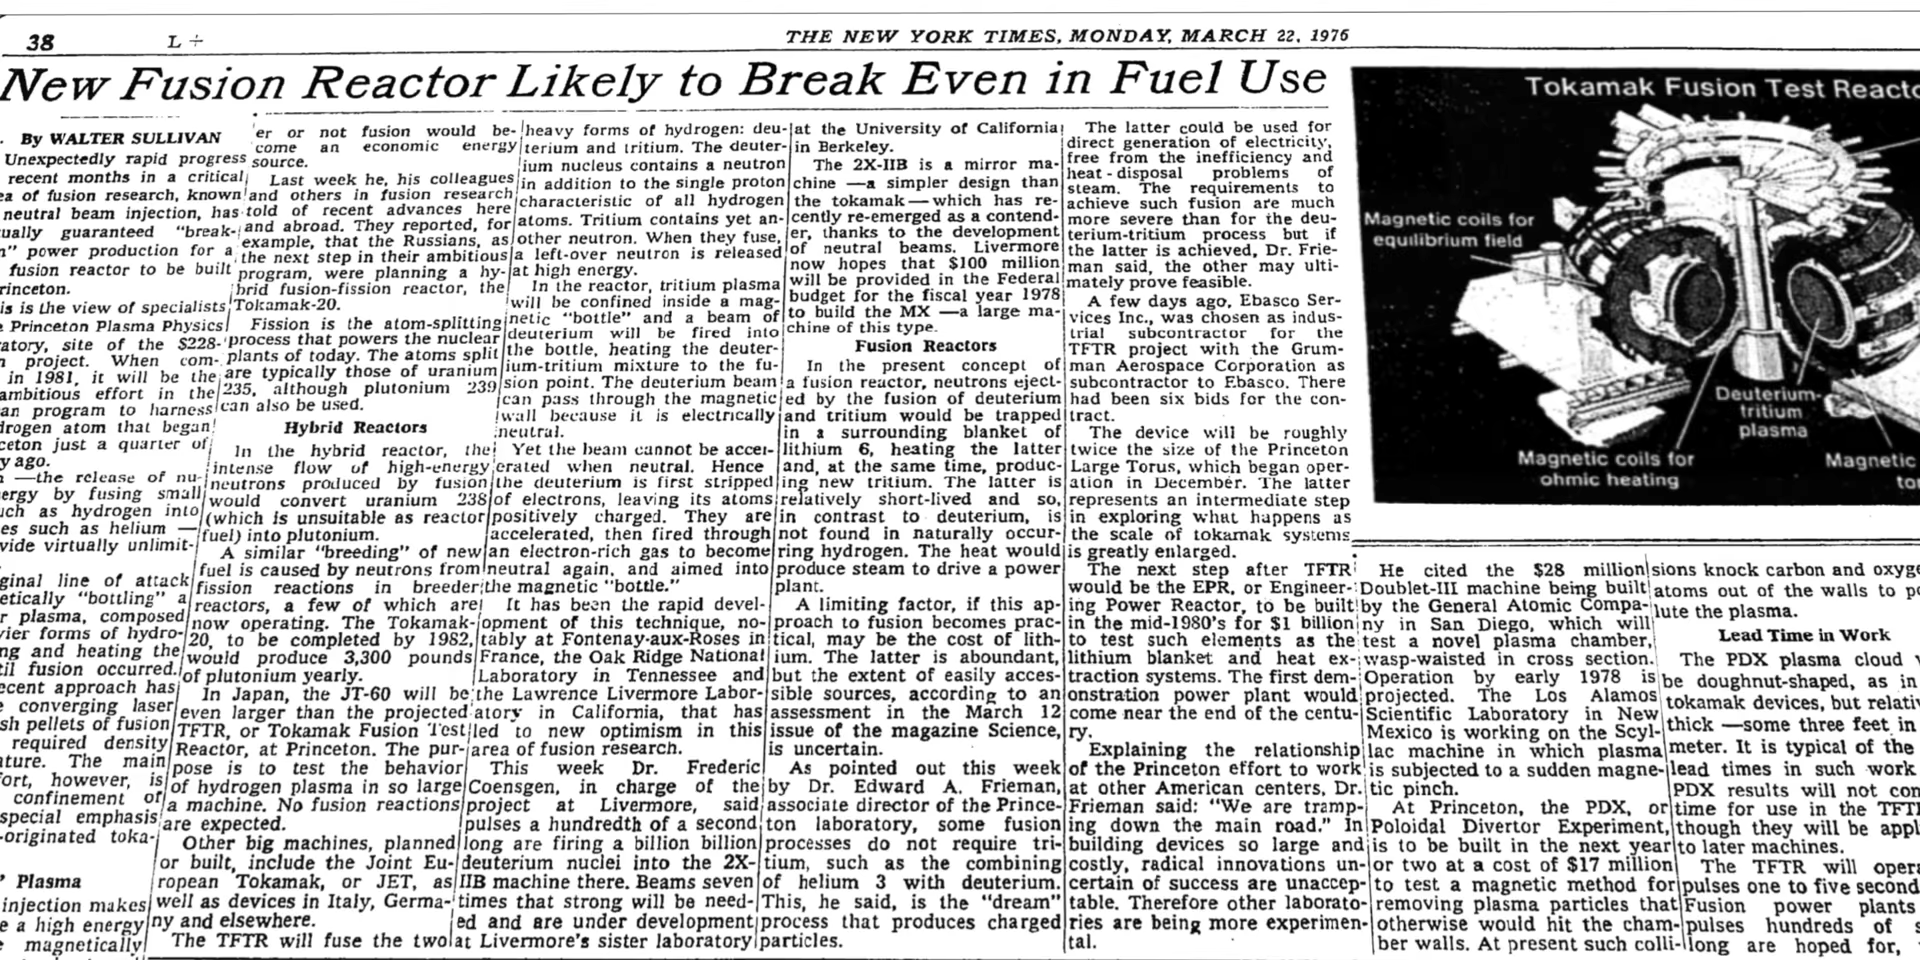 38
L +
THE NEW YORK TIMES, MONDAY, MARCH 22, 1976
New Fusion Reactor Likely to Break Even in Fuel Use
By WALTER SULLIVAN
Unexpectedly rapid progress
recent months in a critical
ea of fusion research, known
neutral beam injection, has
ually guaranteed "break-
n" power production for a
fusion reactor to be built
rinceton.
is is the view of specialists
e Princeton Plasma Physics
ratory, site of the $228-
n project. When com-
in 1981, it will be the
ambitious effort in the
an program to harness
drogen atom that began
ceton just a quarter of
y ago.
n —the release of nu-
ergy by fusing small
uch as hydrogen into
es such as helium —
vide virtually unlimit-
ginal line of attack
etically "bottling" a
r plasma, composed
vier forms of hydro-
ng and heating the
til fusion occurred.
ecent approach has
e converging laser
sh pellets of fusion
required density
ature. The main
fort, however, is
confinement of
special emphasis
-originated toka-
' Plasma
injection makes
e a high energy
e magnetically
er or not fusion would be-
come an economic energy
source.
Last week he, his colleagues
and others in fusion research
told of recent advances here
and abroad. They reported, for
example, that the Russians, as
the next step in their ambitious
program, were planning a hy-
brid fusion-fission reactor, the
Tokamak-20.
Fission is the atom-splitting
process that powers the nuclear
plants of today. The atoms split
are typically those of uranium
235, although plutonium 239
can also be used.
Hybrid Reactors
In the hybrid reactor, the
intense flow of high-energy
neutrons produced by fusion
would convert uranium 238
(which is unsuitable as reactor
fuel) into plutonium.
A similar "breeding" of new
fuel is caused by neutrons from
fission reactions in breeder
reactors, a few of which are
now operating. The Tokamak-
20, to be completed by 1982,
would produce 3,300 pounds
of plutonium yearly.
In Japan, the JT-60 will be
even larger than the projected
TFTR, or Tokamak Fusion Test
Reactor, at Princeton. The pur-
pose is to test the behavior
of hydrogen plasma in so large
a machine. No fusion reactions
are expected.
Other big machines, planned
or built, include the Joint Eu-
ropean Tokamak, or JET, as
well as devices in Italy, Germa-
ny and elsewhere.
The TFTR will fuse the two
heavy forms of hydrogen: deu-
terium and tritium. The deuter-
ium nucleus contains a neutron
in addition to the single proton
characteristic of all hydrogen
atoms. Tritium contains yet an-
other neutron. When they fuse,
a left-over neutron is released
at high energy.
In the reactor, tritium plasma
will be confined inside a mag-
netic "bottle" and a beam of
deuterium will be fired into
the bottle, heating the deuter-
ium-tritium mixture to the fu-
sion point. The deuterium beam
can pass through the magnetic
wall because it is electrically
neutral.
Yet the beam cannot be accel-
erated when neutral. Hence
the deuterium is first stripped
of electrons, leaving its atoms
positively charged. They are
accelerated, then fired through
an electron-rich gas to become
neutral again, and aimed into
the magnetic "bottle."
It has been the rapid devel-
opment of this technique, no-
tably at Fontenay-aux-Roses in
France, the Oak Ridge National
Laboratory in Tennessee and
the Lawrence Livermore Labor-
atory in California, that has
led to new optimism in this
area of fusion research.
This week Dr. Frederic
Coensgen, in charge of the
project at Livermore, said
pulses a hundredth of a second
long are firing a billion billion
deuterium nuclei into the 2X-
IIB machine there. Beams seven
times that strong will be need-
ed and are under development
at Livermore's sister laboratory
at the University of California
in Berkeley.
The 2X-IIB is a mirror ma-
chine —a simpler design than
the tokamak—which has re-
cently re-emerged as a contend-
er, thanks to the development
of neutral beams. Livermore
now hopes that $100 million
will be provided in the Federal
budget for the fiscal year 1978
to build the MX —a large ma-
chine of this type.
Fusion Reactors
In the present concept of
a fusion reactor, neutrons eject-
ed by the fusion of deuterium
and tritium would be trapped
in a surrounding blanket of
lithium 6, heating the latter
and, at the same time, produc-
ing new tritium. The latter is
relatively short-lived and so,
in contrast to deuterium, is
not found in naturally occur-
ring hydrogen. The heat would
produce steam to drive a power
plant.
A limiting factor, if this ap-
proach to fusion becomes prac-
tical, may be the cost of lith-
ium. The latter is aboundant,
but the extent of easily acces-
sible sources, according to an
assessment in the March 12
issue of the magazine Science,
is uncertain.
As pointed out this week
by Dr. Edward A. Frieman,
associate director of the Prince-
ton laboratory, some fusion
processes do not require tri-
tium, such as the combining
of helium 3 with deuterium.
This, he said, is the "dream"
process that produces charged
particles.
The latter could be used for
direct generation of electricity,
free from the inefficiency and
heat-disposal problems of
steam. The requirements to
achieve such fusion are much
more severe than for the deu-
terium-tritium process but if
the latter is achieved, Dr. Frie-
man said, the other may ulti-
mately prove feasible.
A few days ago, Ebasco Ser-
vices Inc., was chosen as indus-
trial subcontractor for the
TFTR project with the Grum-
man Aerospace Corporation as
subcontractor to Ebasco. There
had been six bids for the con-
tract.
The device will be roughly
twice the size of the Princeton
Large Torus, which began oper-
ation in December. The latter
represents an intermediate step
in exploring what happens as
the scale of tokamak systems
is greatly enlarged.
The next step after TFTR
would be the EPR, or Engineer-
ing Power Reactor, to be built
in the mid-1980's for $1 billion
to test such elements as the
lithium blanket and heat ex-
traction systems. The first dem-
onstration power plant would
come near the end of the centu-
ry.
Explaining the relationship
of the Princeton effort to work
at other American centers, Dr.
Frieman said: "We are tramp-
ing down the main road." In
building devices so large and
costly, radical innovations un-
certain of success are unaccep-
table. Therefore other laborato-
ries are being more experimen-
tal.
Tokamak Fusion Test Reacto
Magnetic coils for
equilibrium field
Deuterium-
tritium
plasma
Magnetic coils for
ohmic heating
Magnetic
to
He cited the $28 million
Doublet-III machine being built
by the General Atomic Compa-
ny in San Diego, which will
test a novel plasma chamber,
wasp-waisted in cross section.
Operation by early 1978 is
projected. The Los Alamos
Scientific Laboratory in New
Mexico is working on the Scyl-
lac machine in which plasma
is subjected to a sudden magne-
tic pinch.
At Princeton, the PDX, or
Poloidal Divertor Experiment,
is to be built in the next year
or two at a cost of $17 million
to test a magnetic method for
removing plasma particles that
otherwise would hit the cham-
ber walls. At present such colli-
sions knock carbon and oxyge
atoms out of the walls to po
lute the plasma.
Lead Time in Work
The PDX plasma cloud
be doughnut-shaped, as in
tokamak devices, but relativ
thick —some three feet in
meter. It is typical of the
lead times in such work
PDX results will not com
time for use in the TFT
though they will be appl
to later machines.
The TFTR will opera
pulses one to five second
Fusion power plants
pulses hundreds of s
long are hoped for,